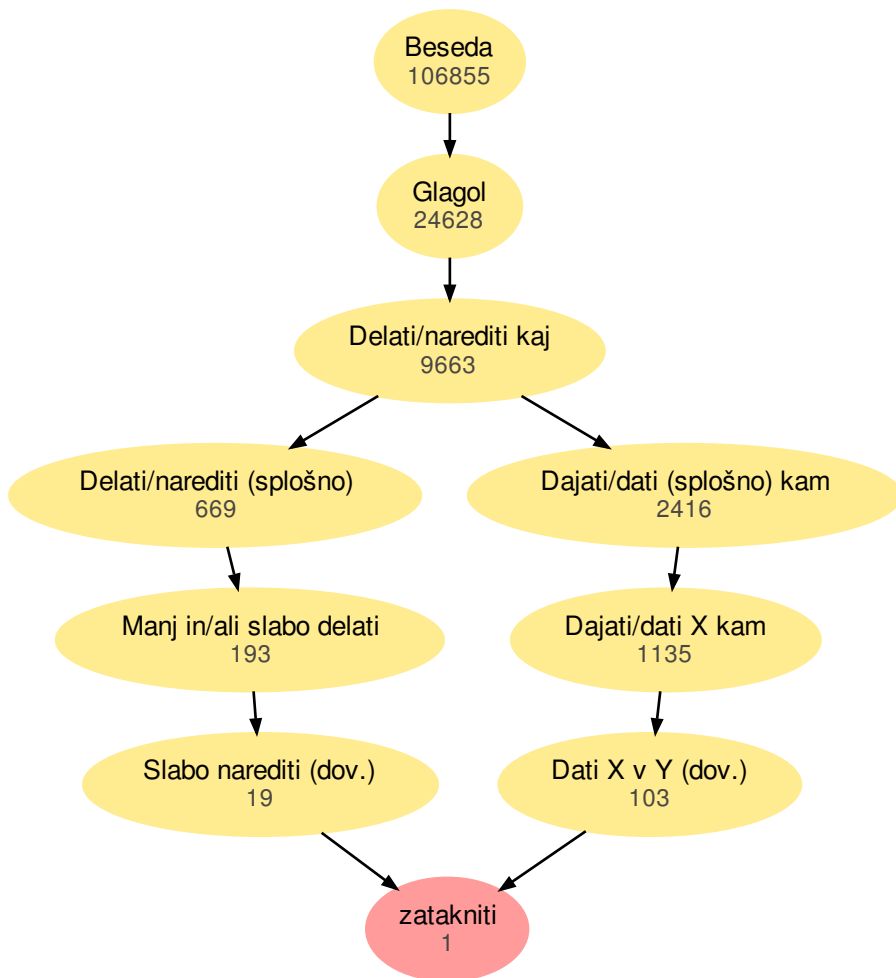 Beseda
106855
Glagol
24628
Delati/narediti kaj
9663
Delati/narediti (splošno)
669
Dajati/dati (splošno) kam
2416
Manj in/ali slabo delati
193
Dajati/dati X kam
1135
Slabo narediti (dov.)
19
Dati X v Y (dov.)
103
zatakniti
1